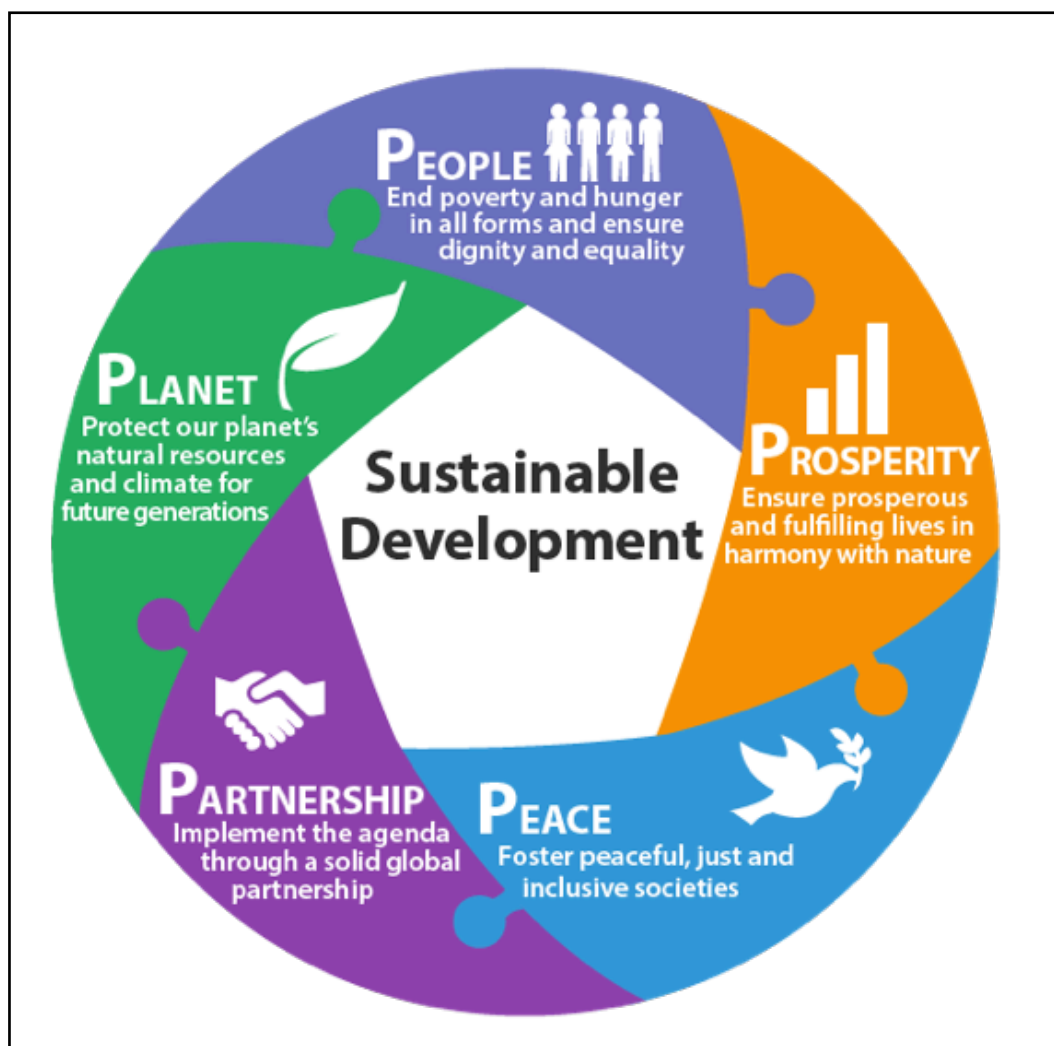 PEOPLE
End poverty and hunger
in all forms and ensure
dignity and equality
PLANET
Protect our planet's
natural resources
and climate for
future generations
Sustainable
Development
PROSPERITY
Ensure prosperous
and fulfilling lives in
harmony with nature
PARTNERSHIP
Implement the agenda
through a solid global
partnership
PEACE
Foster peaceful, just and
inclusive societies